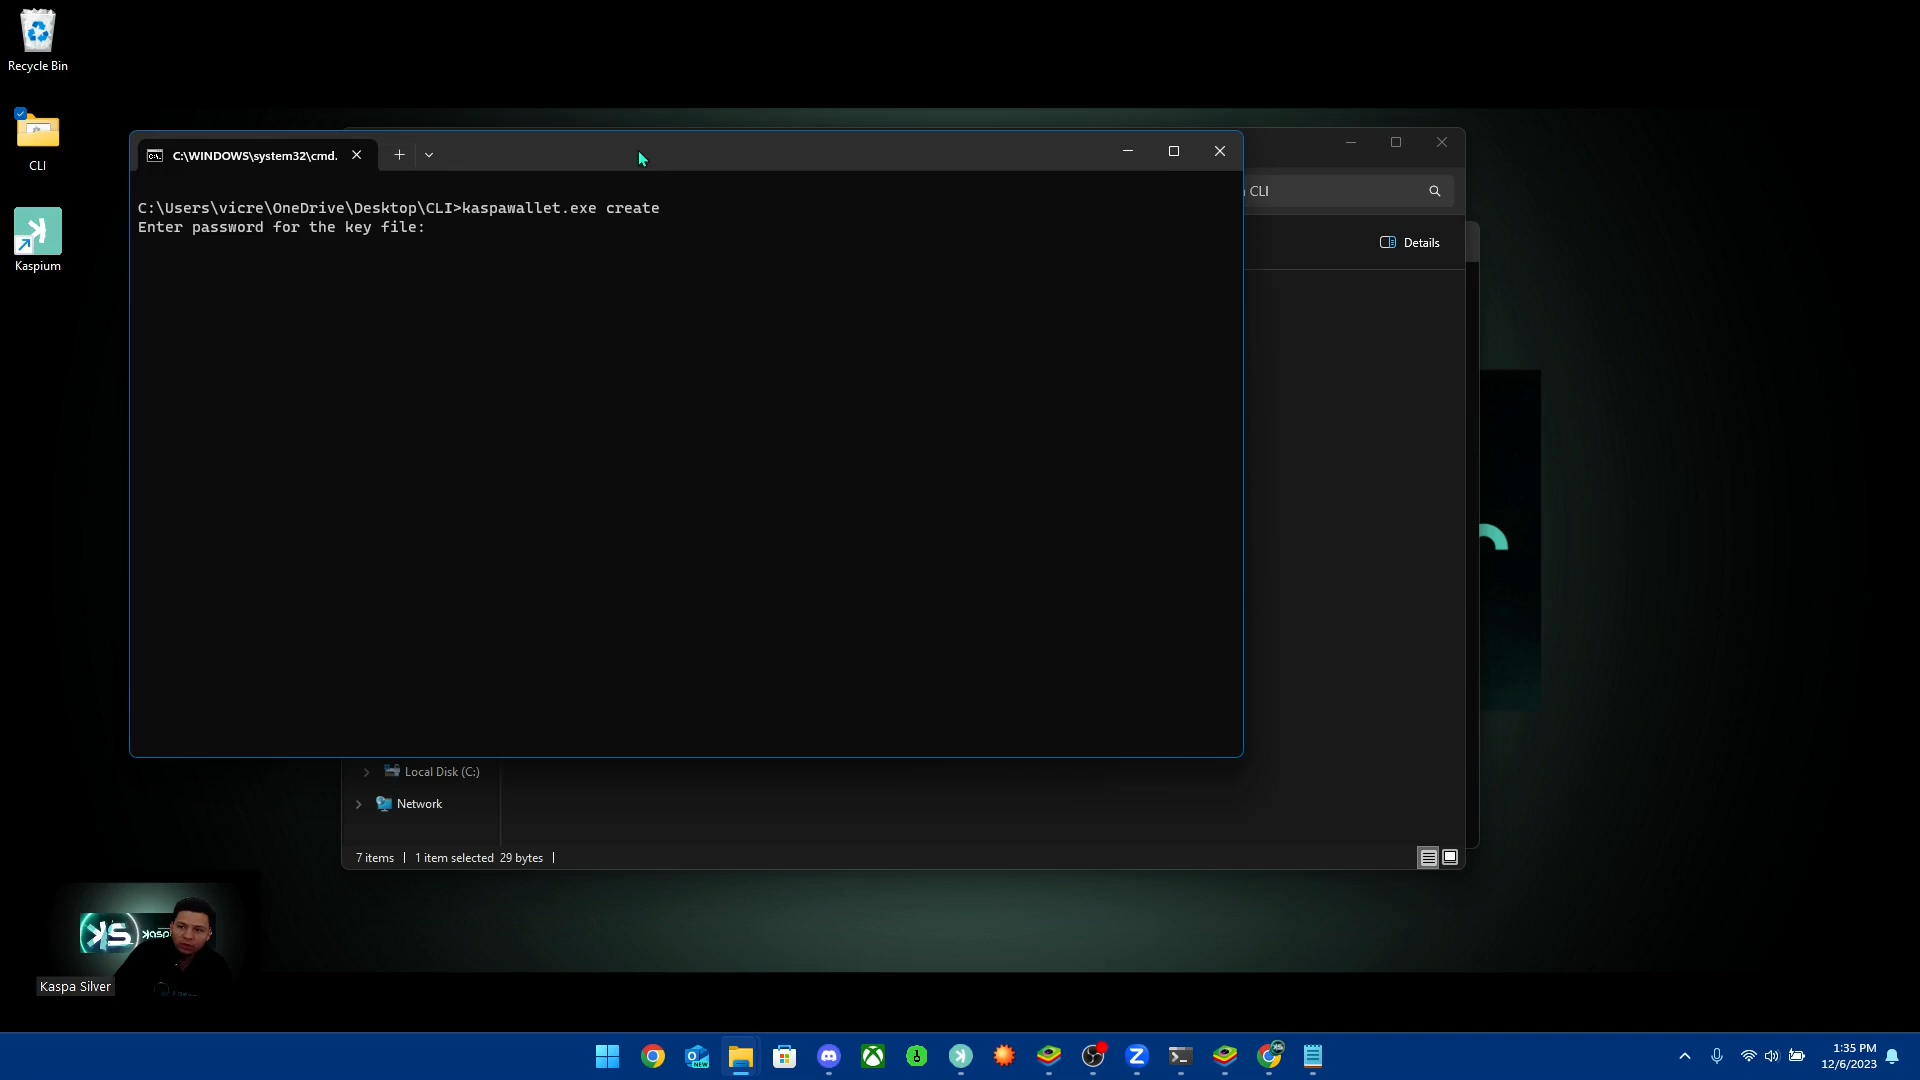 Recycle Bin
CLI
Kaspium
C:\WINDOWS\system32\cmd.
C:\Users\vicre\OneDrive\Desktop\CLI>kaspawallet.exe create
Enter password for the key file:
CLI
Details
Local Disk (C:)
Network
7 items | 1 item selected 29 bytes |
KS
Kaspa Silver
NEW
1:35 PM
12/6/2023